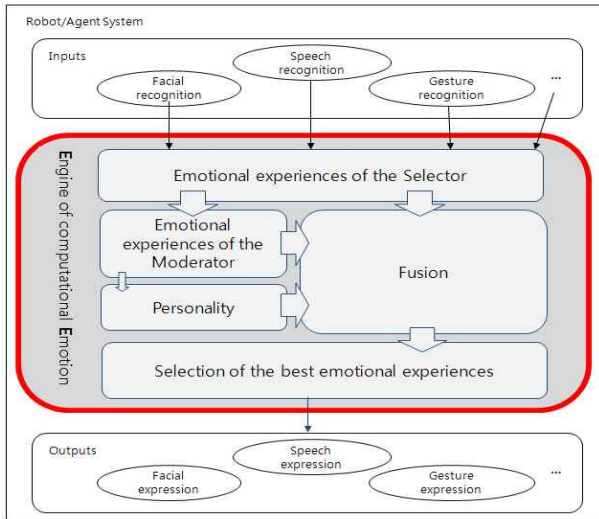 Robot/Agent System
Inputs
Speech
recognition
Facial
recognition
Gesture
recognition
...
Engine of computational Emotion
Emotional experiences of the Selector
Emotional
experiences of the
Moderator
Fusion
Personality
Selection of the best emotional experiences
Outputs
Speech
expression
Facial
expression
Gesture
expression
...